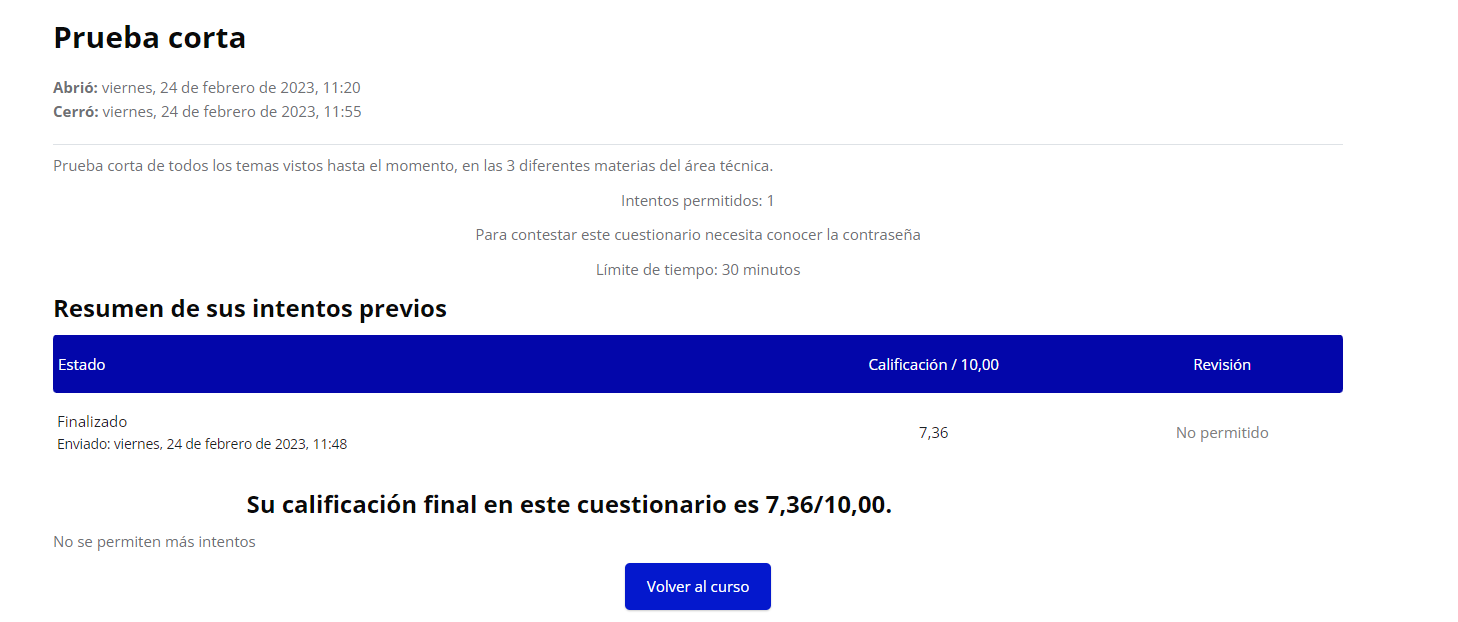 Prueba corta
Abrió: viernes, 24 de febrero de 2023, 11:20
Cerró: viernes, 24 de febrero de 2023, 11:55
Prueba corta de todos los temas vistos hasta el momento, en las 3 diferentes materias del área técnica.
Intentos permitidos: 1
Para contestar este cuestionario necesita conocer la contraseña
Límite de tiempo: 30 minutos
Resumen de sus intentos previos
Estado Calificación / 10,00 Revisión
Finalizado
Enviado: viernes, 24 de febrero de 2023, 11:48
7,36 No permitido
Su calificación final en este cuestionario es 7,36/10,00.
No se permiten más intentos
Volver al curso